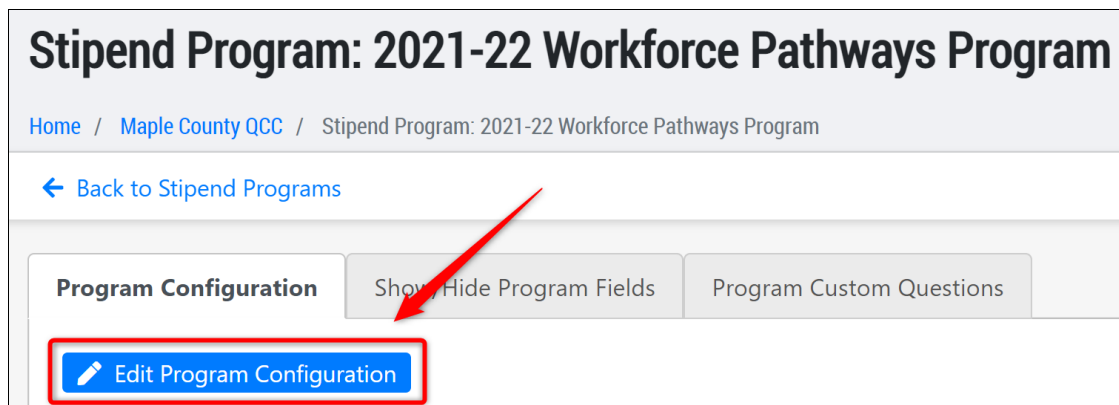 Stipend Program: 2021-22 Workforce Pathways Program
Home / Maple County QCC / Stipend Program: 2021-22 Workforce Pathways Program
Back to Stipend Programs
Program Configuration Show/Hide Program Fields Program Custom Questions
Edit Program Configuration